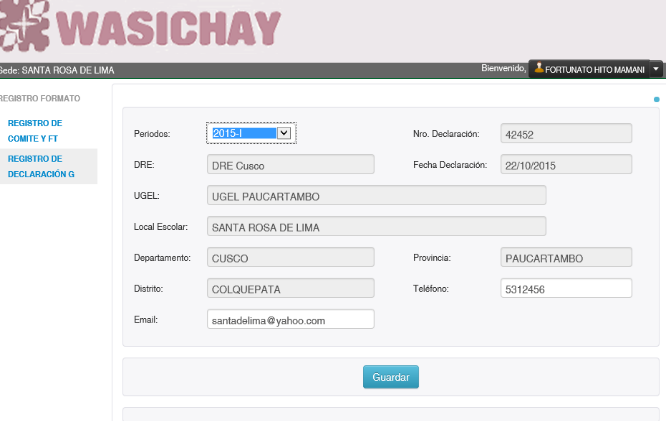 WASICHAY
Sede: SANTA ROSA DE LIMA
Bienvenido, FORTUNATO HITO MAMANI
REGISTRO FORMATO
REGISTRO DE
COMITE Y FT
REGISTRO DE
DECLARACIÓN G
Periodos: 2015-I Nro. Declaración: 42452
DRE: DRE Cusco Fecha Declaración: 22/10/2015
UGEL: UGEL PAUCARTAMBO
Local Escolar: SANTA ROSA DE LIMA
Departamento: CUSCO Provincia: PAUCARTAMBO
Distrito: COLQUEPATA Teléfono: 5312456
Email: santadelima@yahoo.com
Guardar